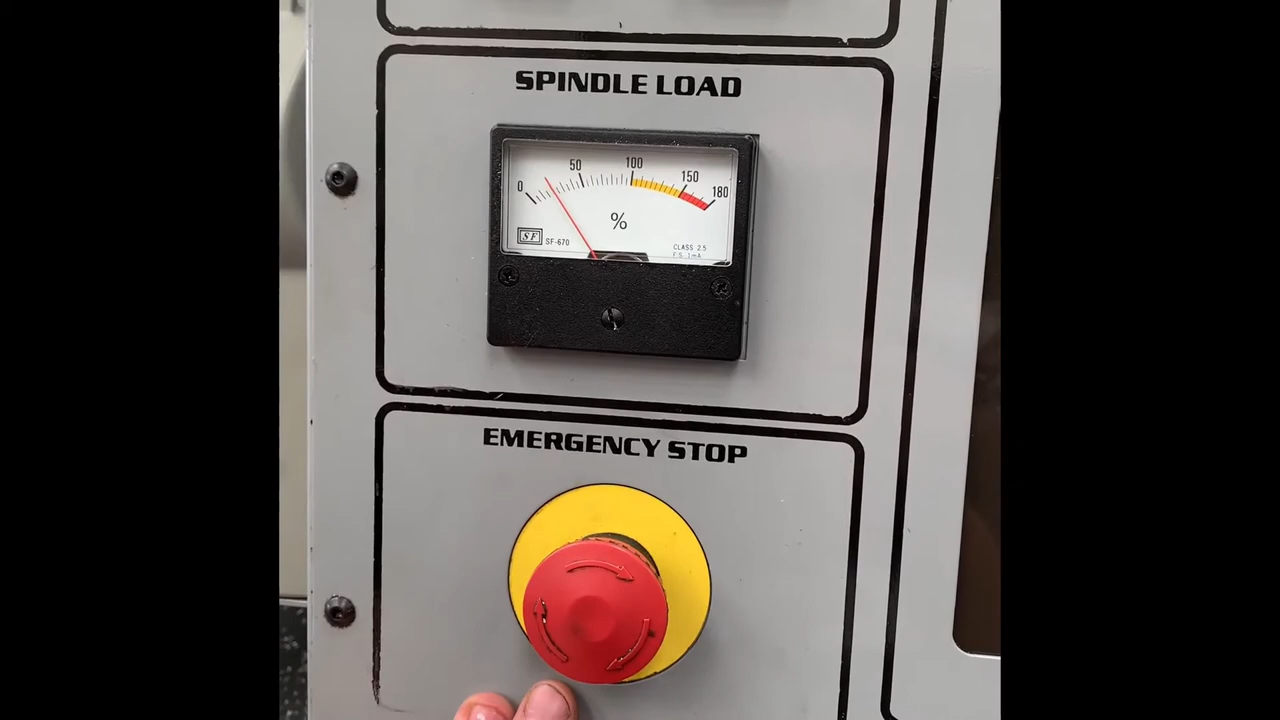 SPINDLE LOAD
0 50 100 150 180
%
SF SF-670
CLASS 2.5
F.S. 1mA
EMERGENCY STOP